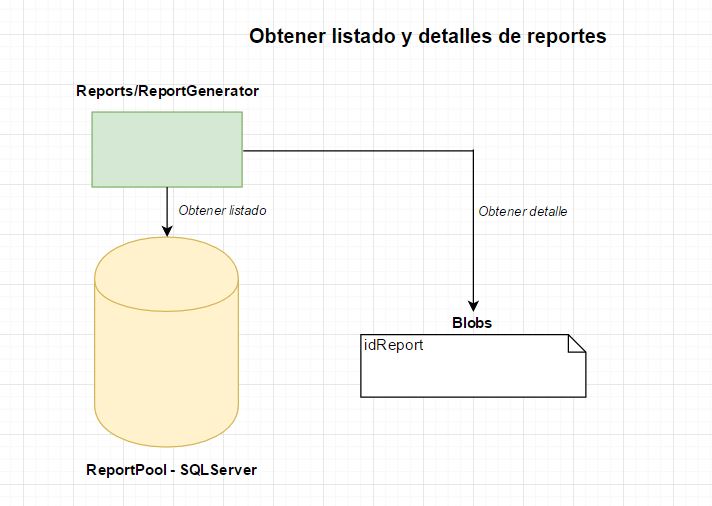 Obtener listado y detalles de reportes
Reports/ReportGenerator
Obtener listado
Obtener detalle
Blobs
idReport
ReportPool - SQLServer